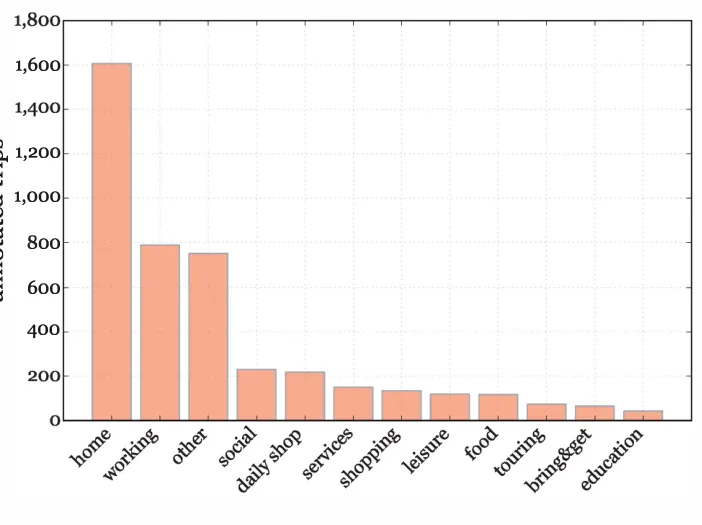 1,800
1,600
1,400
1,200
1,000
800
600
400
200
0
home
working
other
social
daily shop
services
shopping
leisure
food
touring
bring&get
education